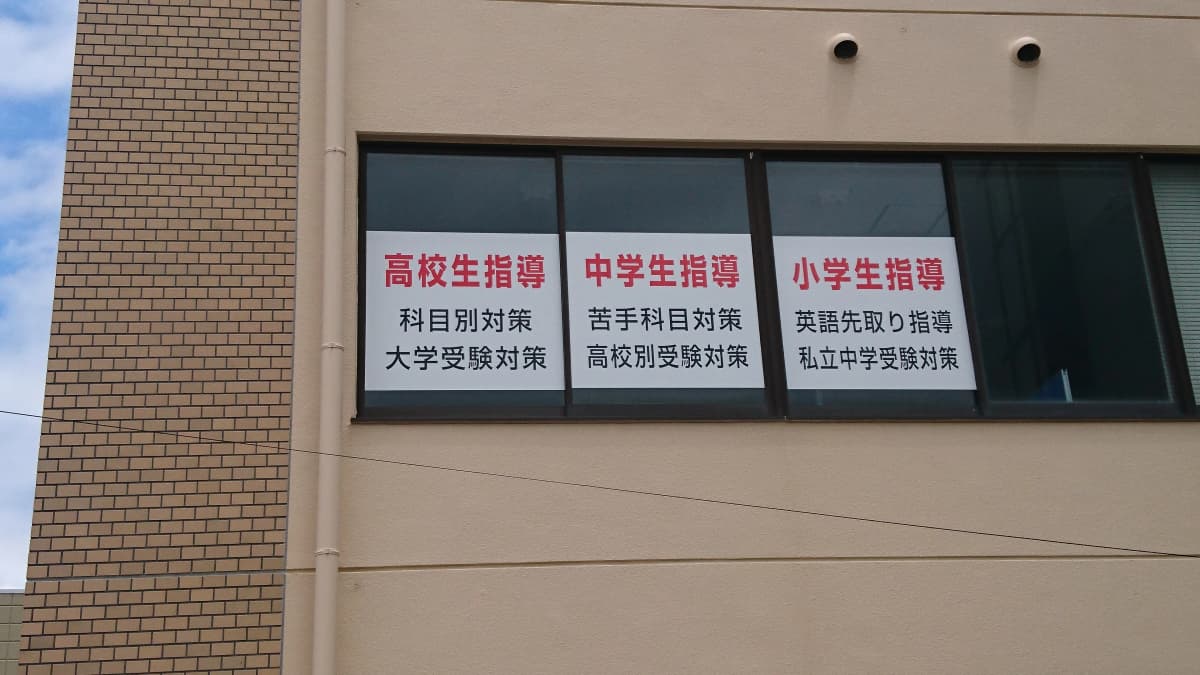 高校生指導
科目別対策
大学受験対策
中学生指導
苦手科目対策
高校別受験対策
小学生指導
英語先取り指導
私立中学受験対策